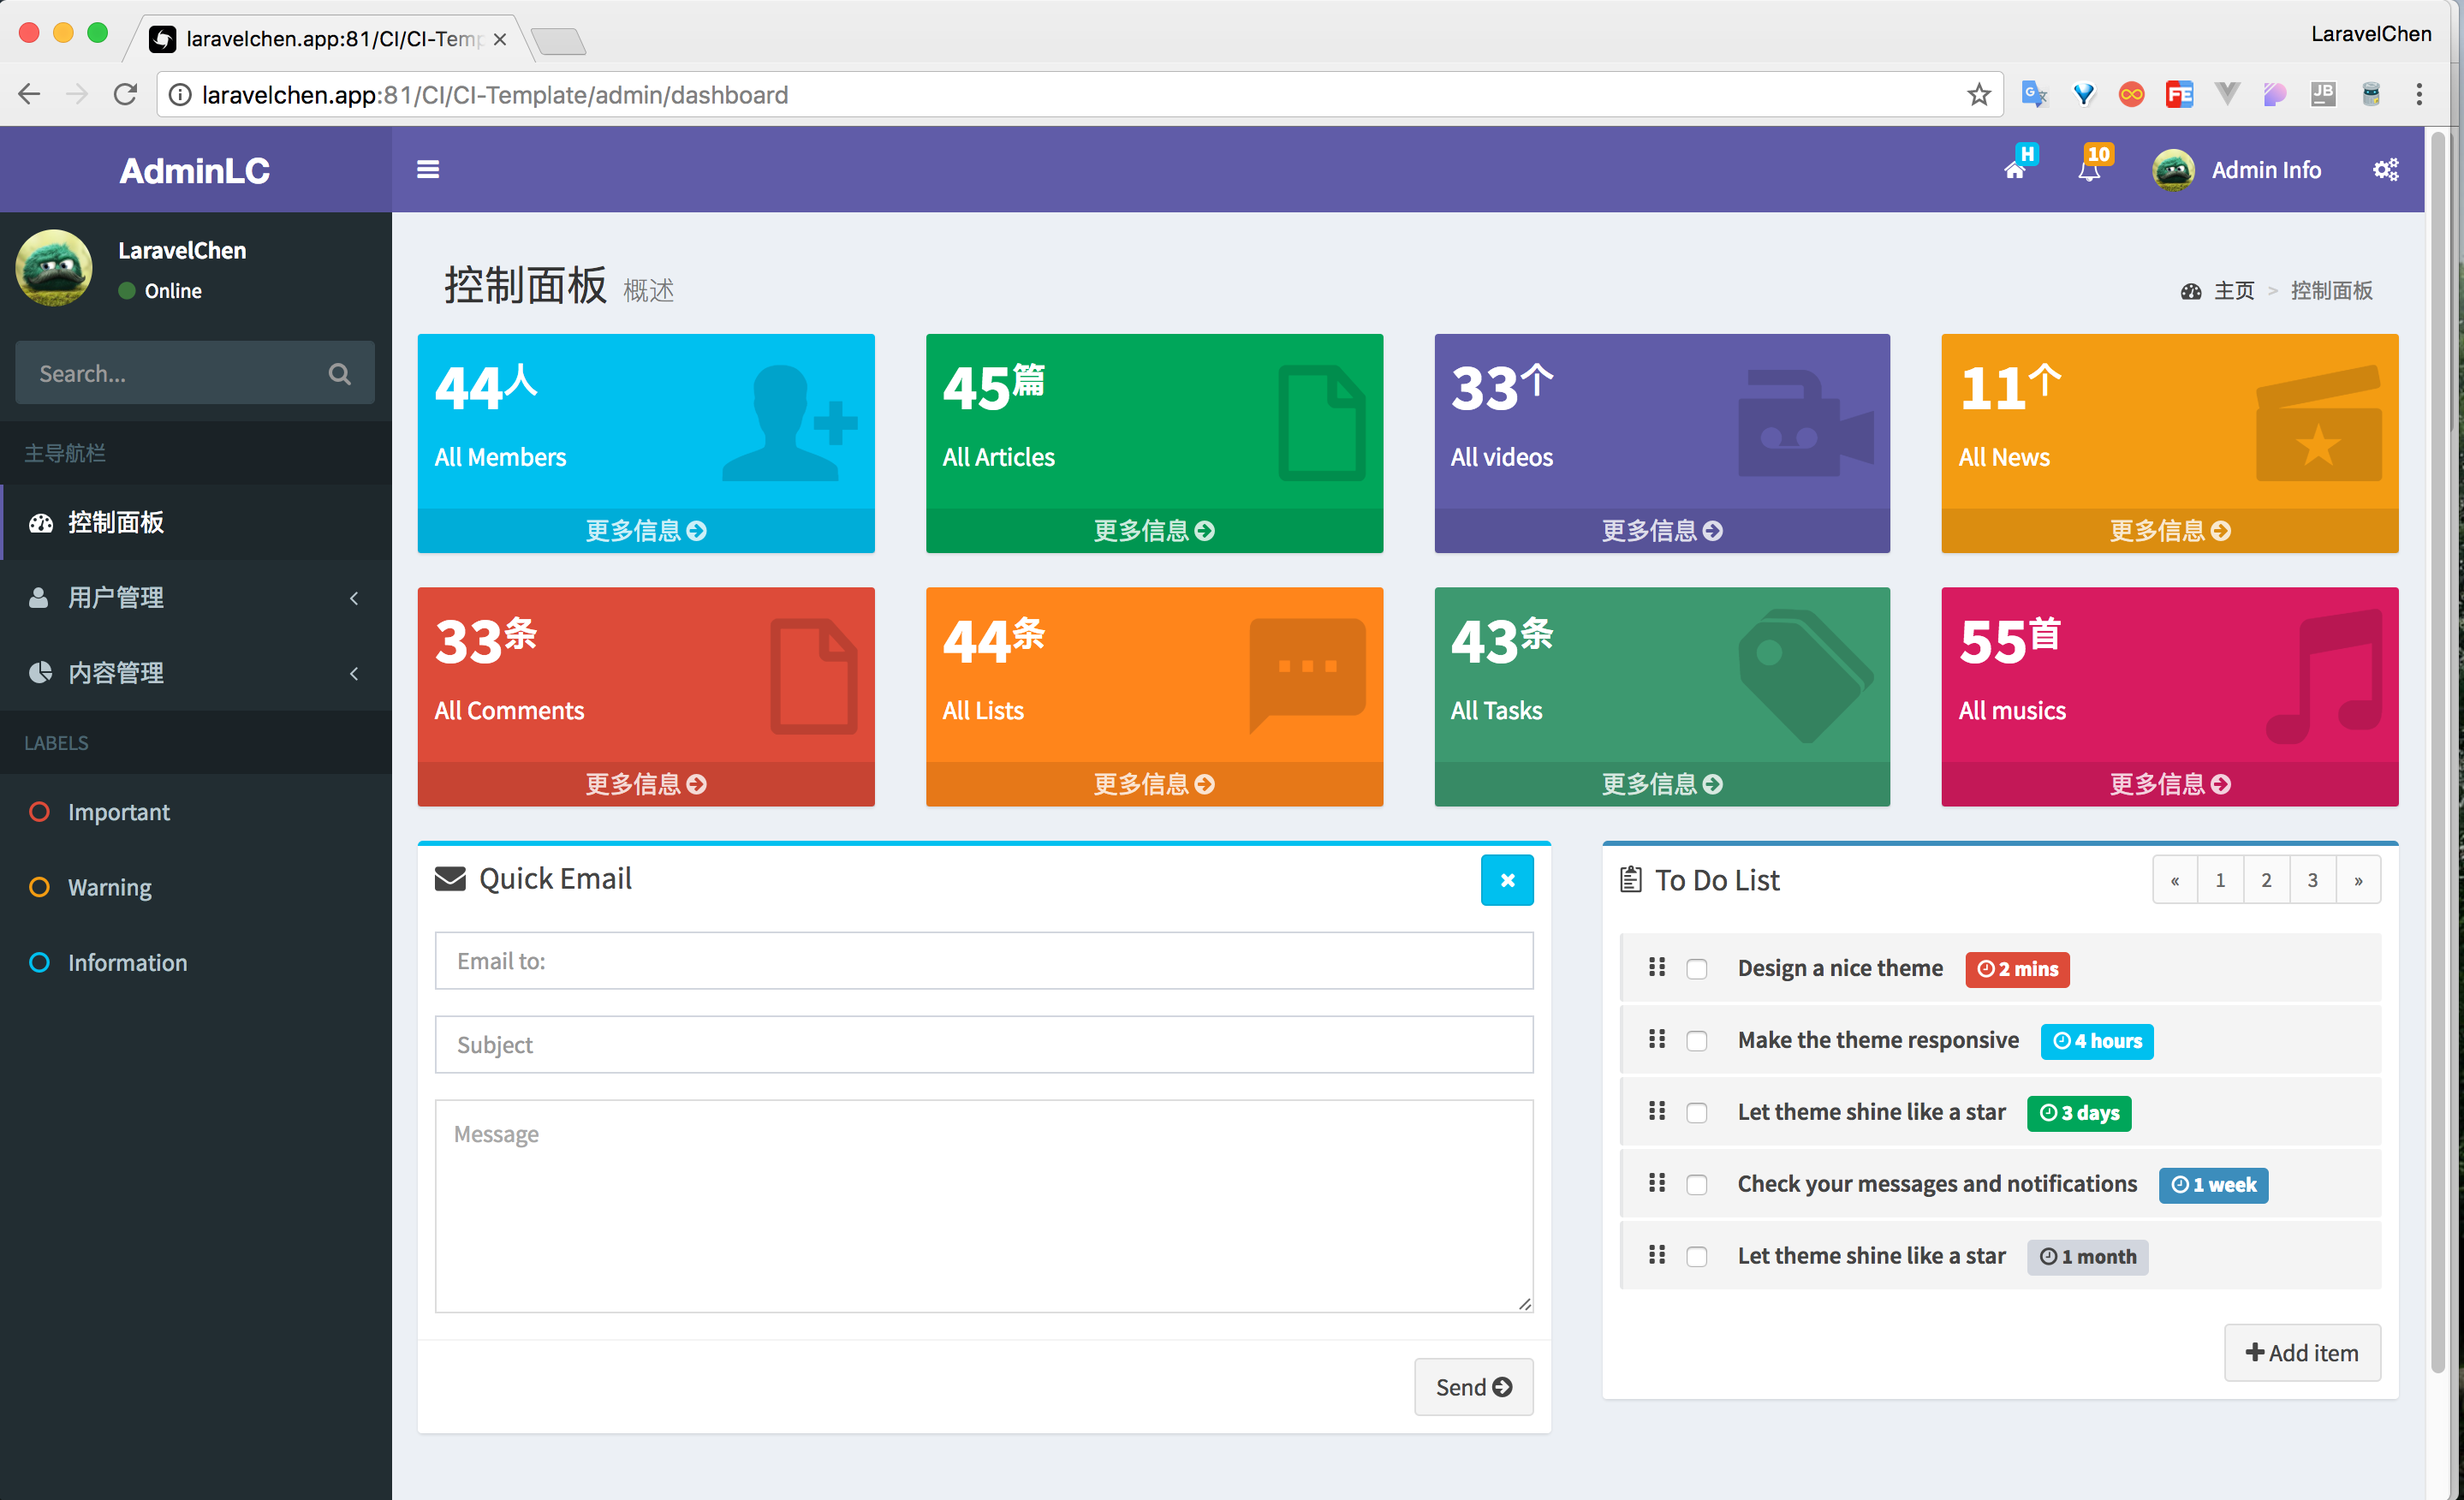 laravelchen.app:81/CI/CI-Temp
LaravelChen
laravelchen.app:81/CI/CI-Template/admin/dashboard
FE
JB
AdminLC
H
10
Admin Info
LaravelChen
Online
Search...
主导航栏
控制面板
用户管理
内容管理
LABELS
Important
Warning
Information
控制面板 概述
主页 > 控制面板
44人
All Members
更多信息
45篇
All Articles
更多信息
33个
All videos
更多信息
11个
All News
更多信息
33条
All Comments
更多信息
44条
All Lists
更多信息
43条
All Tasks
更多信息
55首
All musics
更多信息
Quick Email
Email to:
Subject
Message
Send
To Do List
« 1 2 3 »
Design a nice theme 2 mins
Make the theme responsive 4 hours
Let theme shine like a star 3 days
Check your messages and notifications 1 week
Let theme shine like a star 1 month
Add item